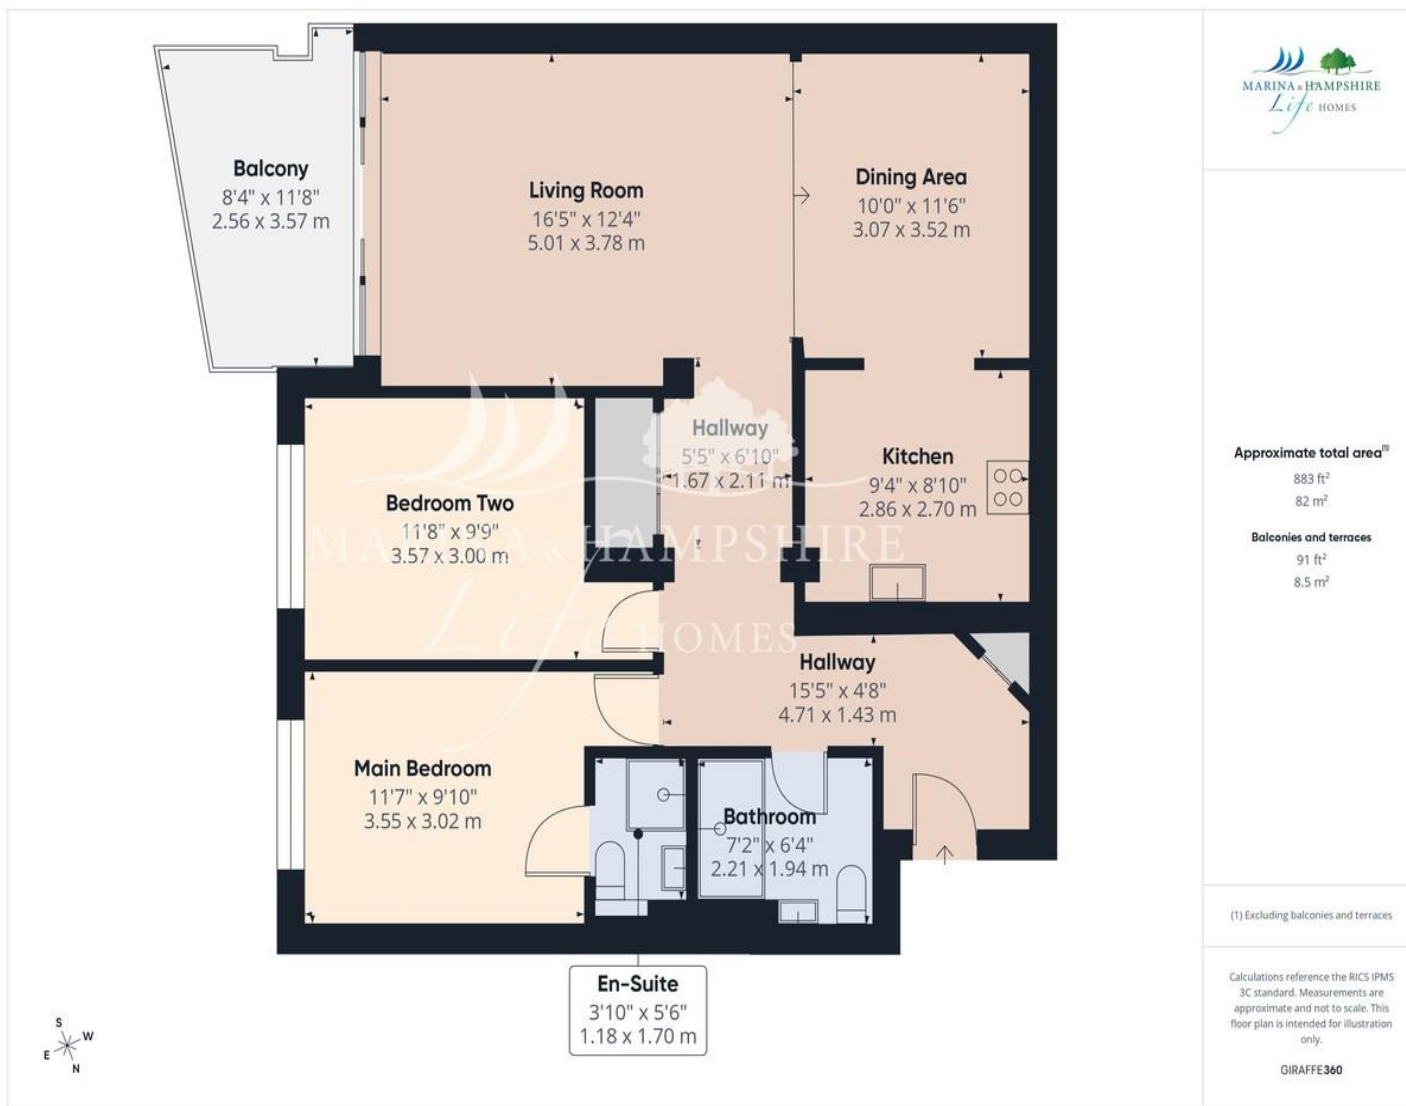 Balcony
8'4" x 11'8"
2.56 x 3.57 m
Living Room
16'5" x 12'4"
5.01 x 3.78 m
Dining Area
10'0" x 11'6"
3.07 x 3.52 m
Hallway
5'5" x 6'10"
1.67 x 2.11 m
Kitchen
9'4" x 8'10"
2.86 x 2.70 m
Bedroom Two
11'8" x 9'9"
3.57 x 3.00 m
MARINA & HAMPSHIRE
Life HOMES
Hallway
15'5" x 4'8"
4.71 x 1.43 m
Main Bedroom
11'7" x 9'10"
3.55 x 3.02 m
Bathroom
7'2" x 6'4"
2.21 x 1.94 m
En-Suite
3'10" x 5'6"
1.18 x 1.70 m
S
W
E
N
MARINA & HAMPSHIRE
Life HOMES
Approximate total area(1)
883 ft²
82 m²
Balconies and terraces
91 ft²
8.5 m²
(1) Excluding balconies and terraces
Calculations reference the RICS IPMS
3C standard. Measurements are
approximate and not to scale. This
floor plan is intended for illustration
only.
GIRAFFE360